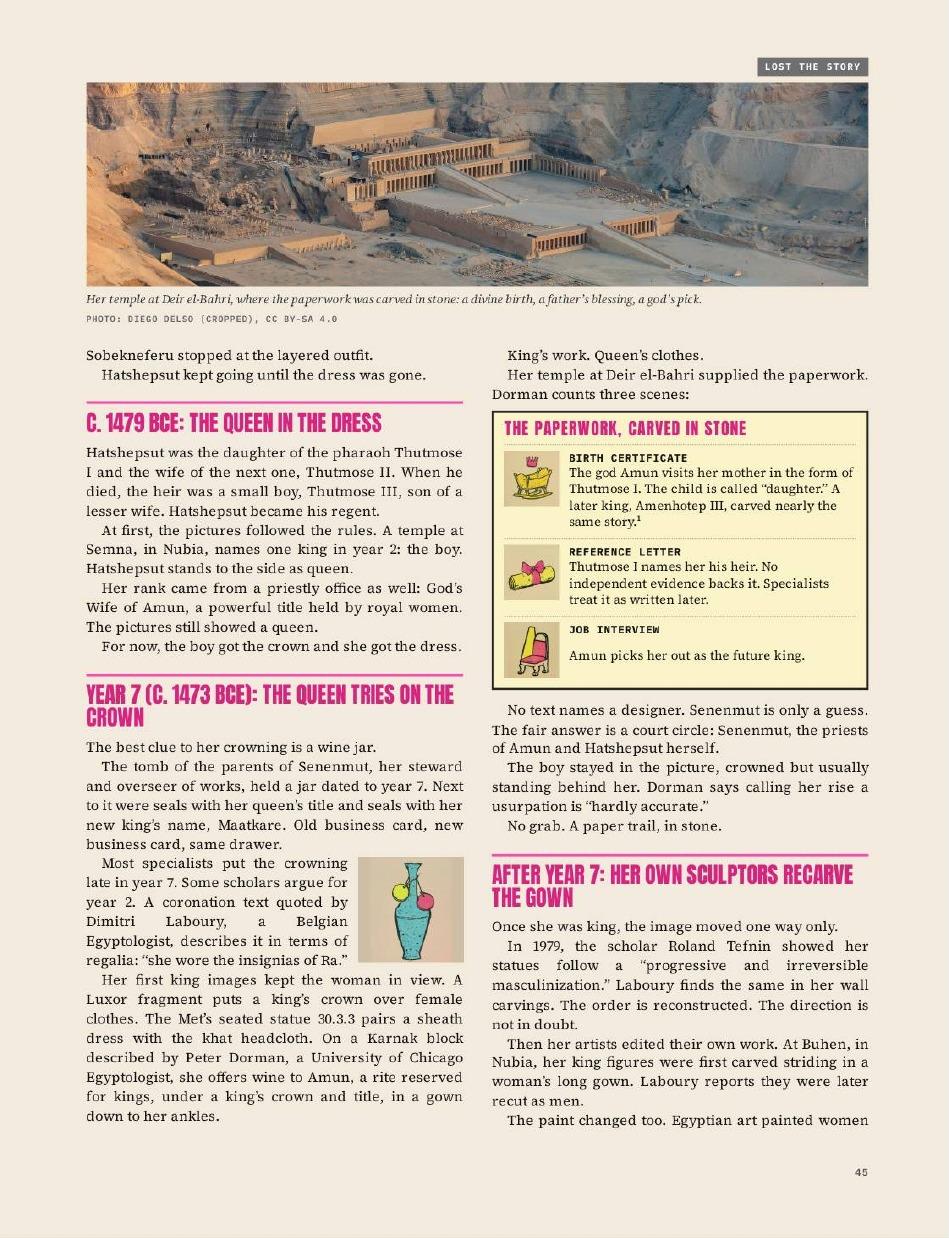 LOST THE STORY
Her temple at Deir el-Bahri, where the paperwork was carved in stone: a divine birth, a father's blessing, a god's pick.
PHOTO: DIEGO DELSO (CROPPED), CC BY-SA 4.0
Sobekneferu stopped at the layered outfit.
Hatshepsut kept going until the dress was gone.
C. 1479 BCE: THE QUEEN IN THE DRESS
Hatshepsut was the daughter of the pharaoh Thutmose
I and the wife of the next one, Thutmose II. When he
died, the heir was a small boy, Thutmose III, son of a
lesser wife. Hatshepsut became his regent.
At first, the pictures followed the rules. A temple at
Semna, in Nubia, names one king in year 2: the boy.
Hatshepsut stands to the side as queen.
Her rank came from a priestly office as well: God's
Wife of Amun, a powerful title held by royal women.
The pictures still showed a queen.
For now, the boy got the crown and she got the dress.
YEAR 7 (C. 1473 BCE): THE QUEEN TRIES ON THE
CROWN
The best clue to her crowning is a wine jar.
The tomb of the parents of Senenmut, her steward
and overseer of works, held a jar dated to year 7. Next
to it were seals with her queen's title and seals with her
new king's name, Maatkare. Old business card, new
business card, same drawer.
Most specialists put the crowning
late in year 7. Some scholars argue for
year 2. A coronation text quoted by
Dimitri Laboury, a Belgian
Egyptologist, describes it in terms of
regalia: “she wore the insignias of Ra.”
Her first king images kept the woman in view. A
Luxor fragment puts a king's crown over female
clothes. The Met's seated statue 30.3.3 pairs a sheath
dress with the khat headcloth. On a Karnak block
described by Peter Dorman, a University of Chicago
Egyptologist, she offers wine to Amun, a rite reserved
for kings, under a king's crown and title, in a gown
down to her ankles.
King's work. Queen's clothes.
Her temple at Deir el-Bahri supplied the paperwork.
Dorman counts three scenes:
THE PAPERWORK, CARVED IN STONE
BIRTH CERTIFICATE
The god Amun visits her mother in the form of
Thutmose I. The child is called “daughter.” A
later king, Amenhotep III, carved nearly the
same story.¹
REFERENCE LETTER
Thutmose I names her his heir. No
independent evidence backs it. Specialists
treat it as written later.
JOB INTERVIEW
Amun picks her out as the future king.
No text names a designer. Senenmut is only a guess.
The fair answer is a court circle: Senenmut, the priests
of Amun and Hatshepsut herself.
The boy stayed in the picture, crowned but usually
standing behind her. Dorman says calling her rise a
usurpation is “hardly accurate.”
No grab. A paper trail, in stone.
AFTER YEAR 7: HER OWN SCULPTORS RECARVE
THE GOWN
Once she was king, the image moved one way only.
In 1979, the scholar Roland Tefnin showed her
statues follow a “progressive and irreversible
masculinization.” Laboury finds the same in her wall
carvings. The order is reconstructed. The direction is
not in doubt.
Then her artists edited their own work. At Buhen, in
Nubia, her king figures were first carved striding in a
woman's long gown. Laboury reports they were later
recut as men.
The paint changed too. Egyptian art painted women
45